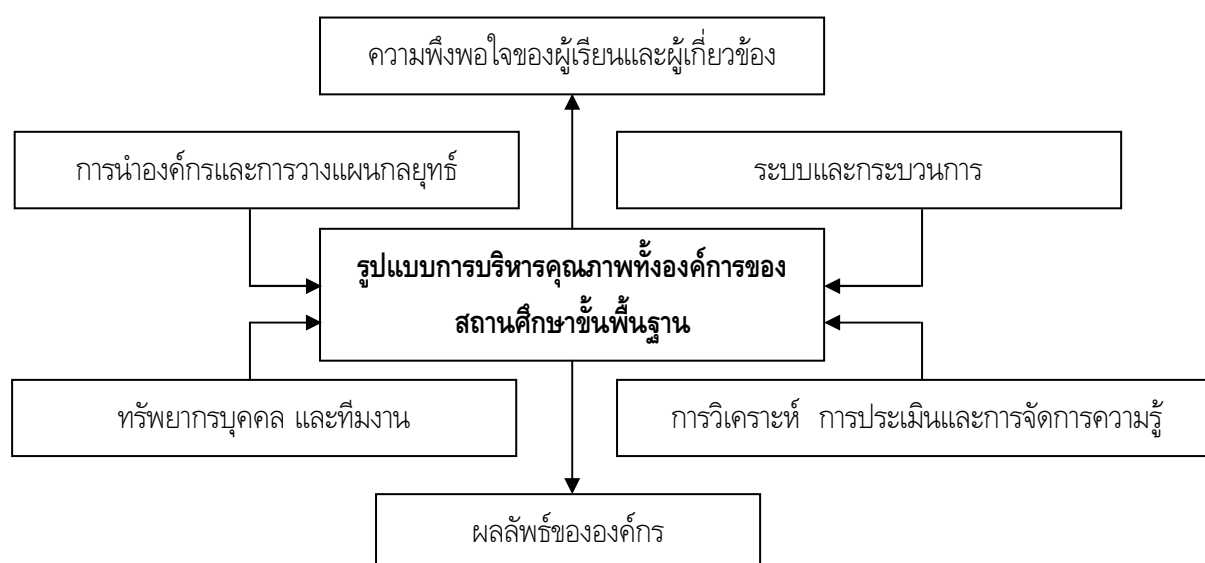 ความพึงพอใจของผู้เรียนและผู้เกี่ยวข้อง
การนำองค์กรและการวางแผนกลยุทธ์
ระบบและกระบวนการ
รูปแบบการบริหารคุณภาพทั้งองค์การของ
สถานศึกษาขั้นพื้นฐาน
ทรัพยากรบุคคล และทีมงาน
การวิเคราะห์ การประเมินและการจัดการความรู้
ผลลัพธ์ขององค์กร